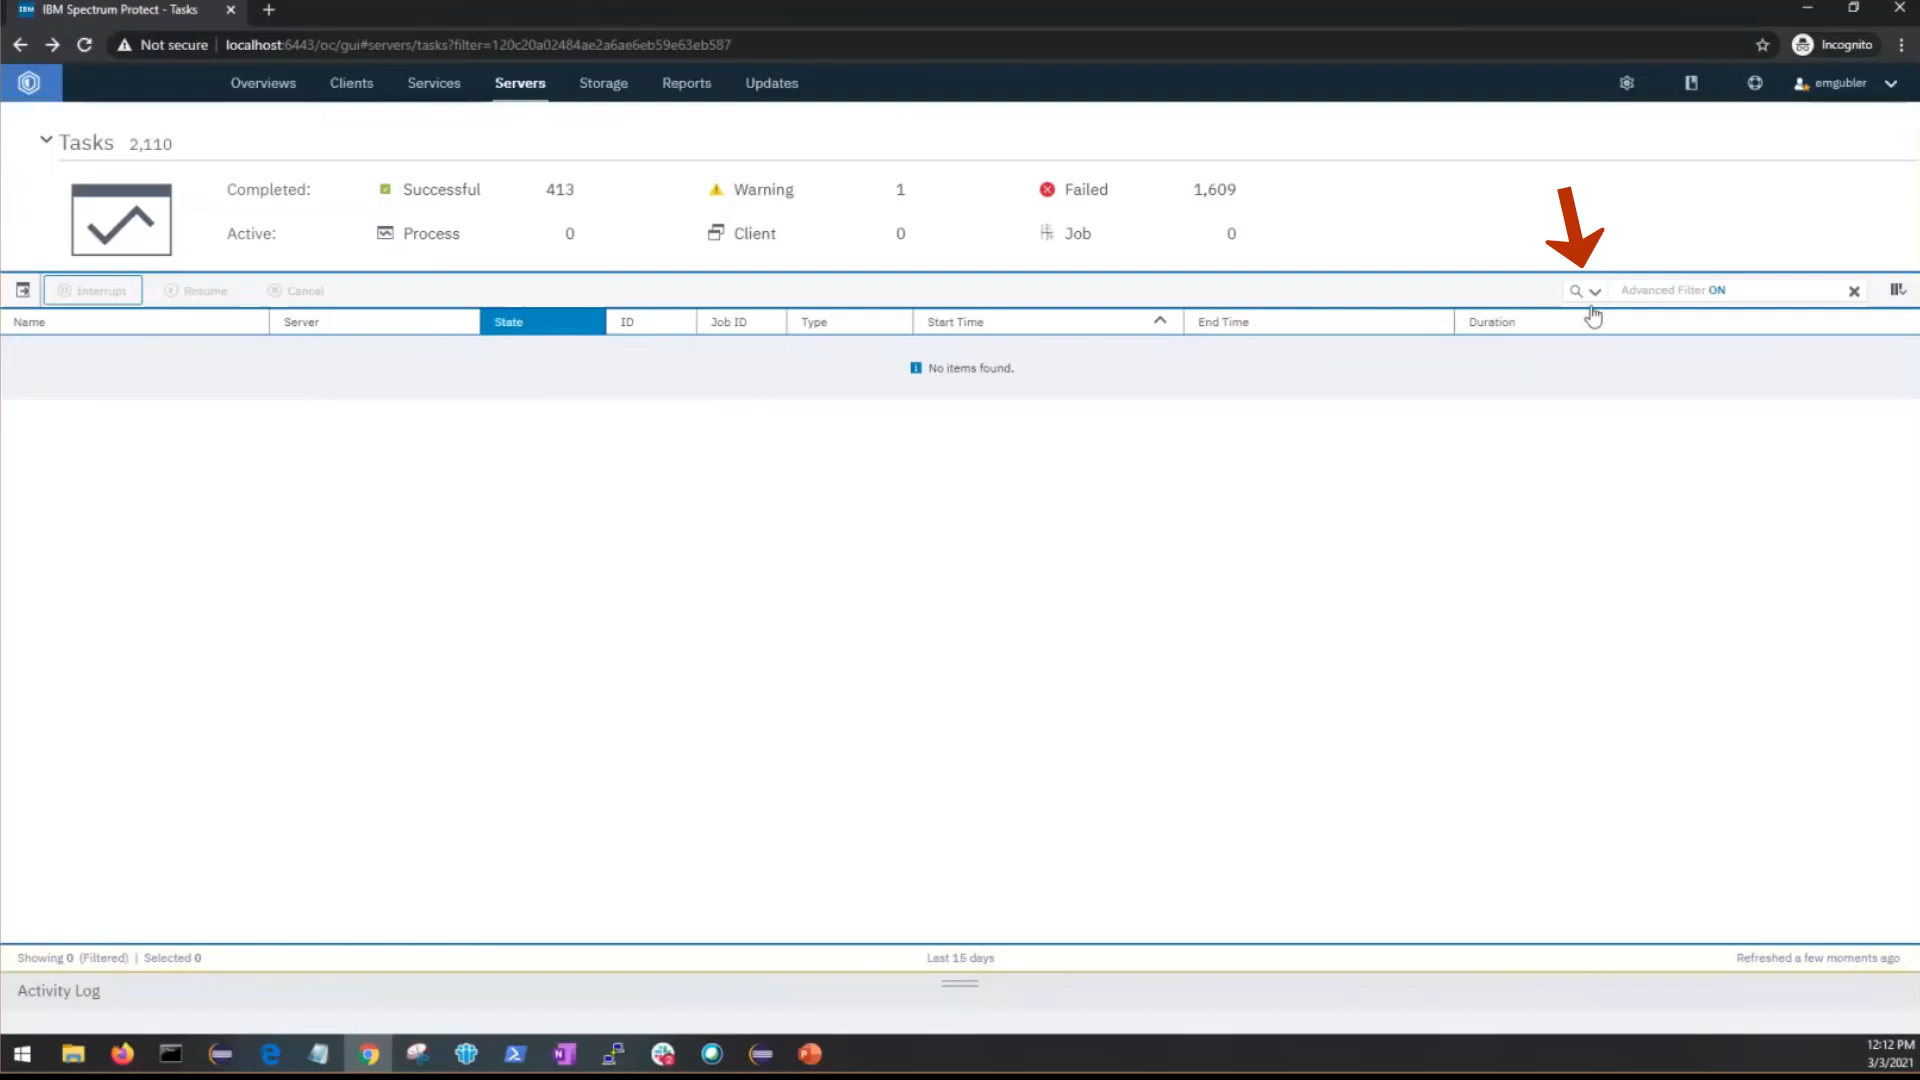 IBM IBM Spectrum Protect - Tasks
Not secure localhost:6443/oc/gui#servers/tasks?filter=120c20a02484ae2a6ae6eb59e63eb587 Incognito
Overviews Clients Services Servers Storage Reports Updates emgubler
Tasks 2,110
Completed: Successful 413 Warning 1 Failed 1,609
Active: Process 0 Client 0 Job 0
Interrupt Resume Cancel Advanced Filter ON
Name Server State ID Job ID Type Start Time End Time Duration
No items found.
Showing 0 (Filtered) | Selected 0 Last 15 days Refreshed a few moments ago
Activity Log
12:12 PM
3/3/2021